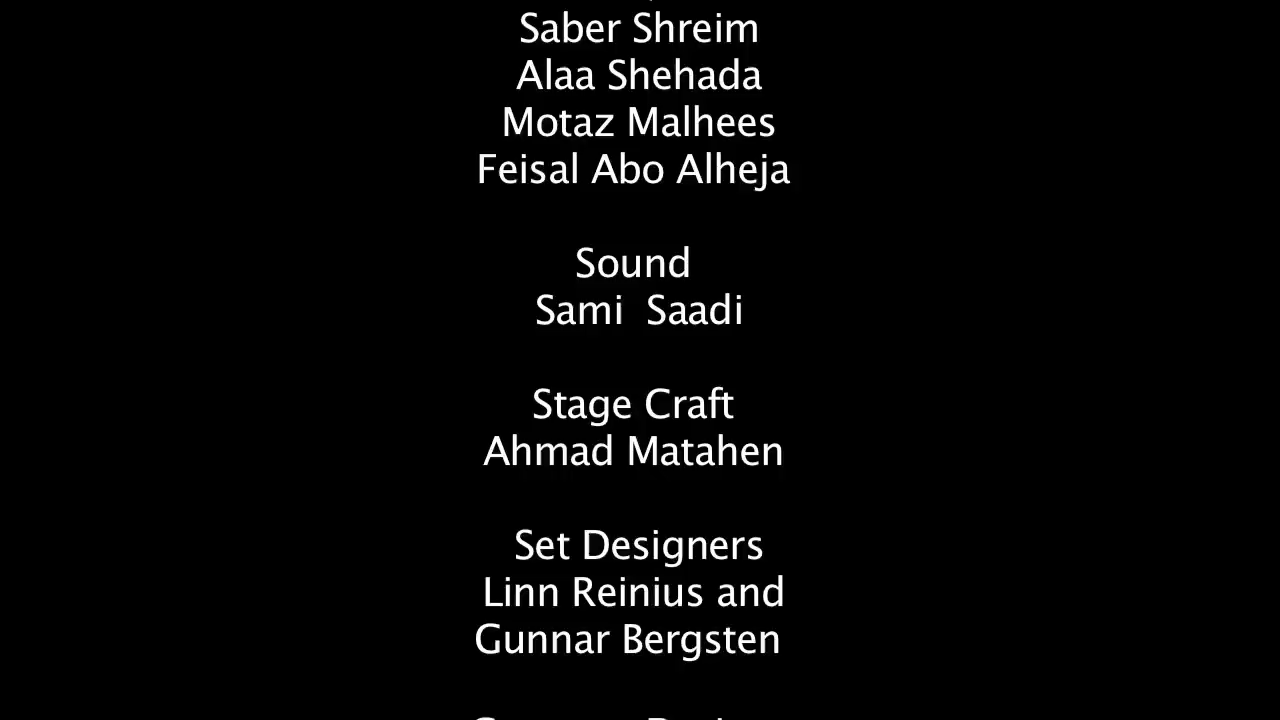 Saber Shreim
Alaa Shehada
Motaz Malhees
Feisal Abo Alheja
Sound
Sami Saadi
Stage Craft
Ahmad Matahen
Set Designers
Linn Reinius and
Gunnar Bergsten